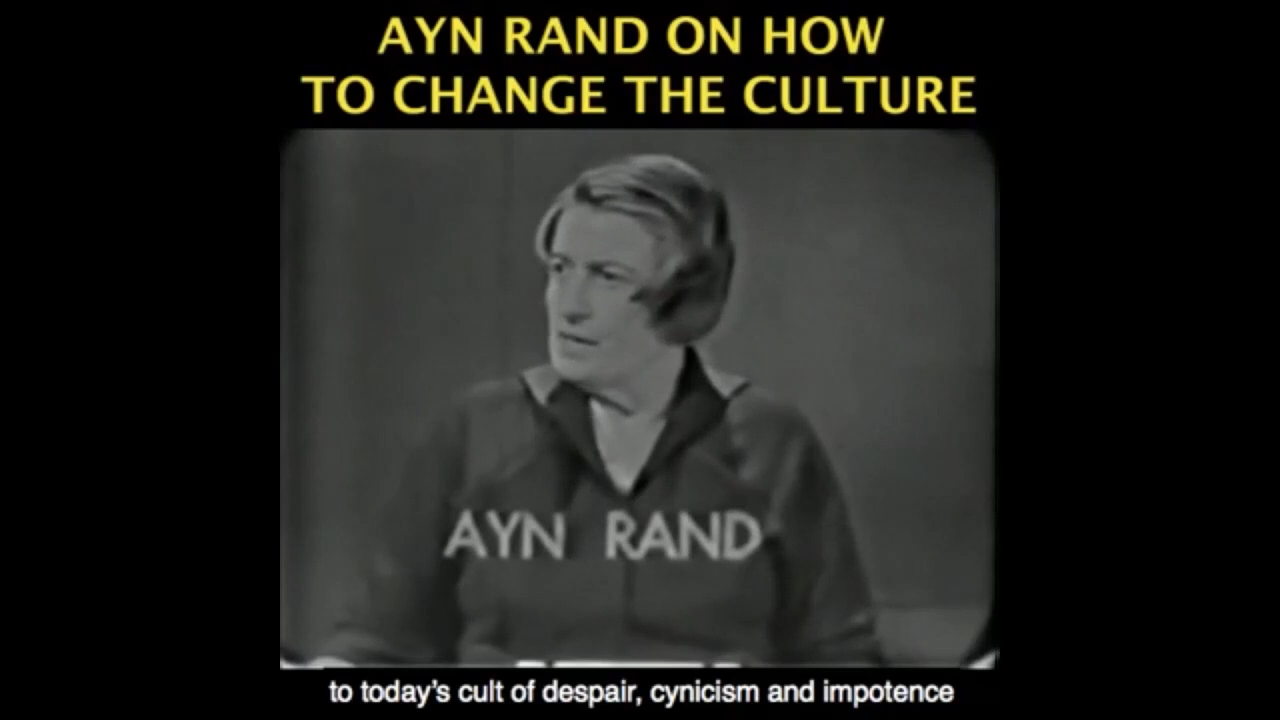 AYN RAND ON HOW
TO CHANGE THE CULTURE
AYN RAND
to today's cult of despair, cynicism and impotence